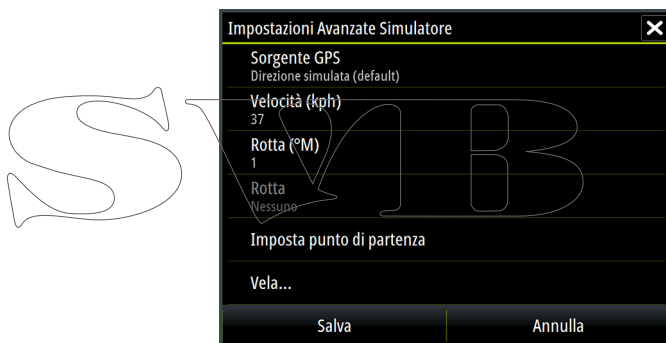 Impostazioni Avanzate Simulatore
Sorgente GPS
Direzione simulata (default)
Velocità (kph)
37
Rotta (°M)
1
Rotta
Nessuno
Imposta punto di partenza
Vela...
Salva Annulla
SVB